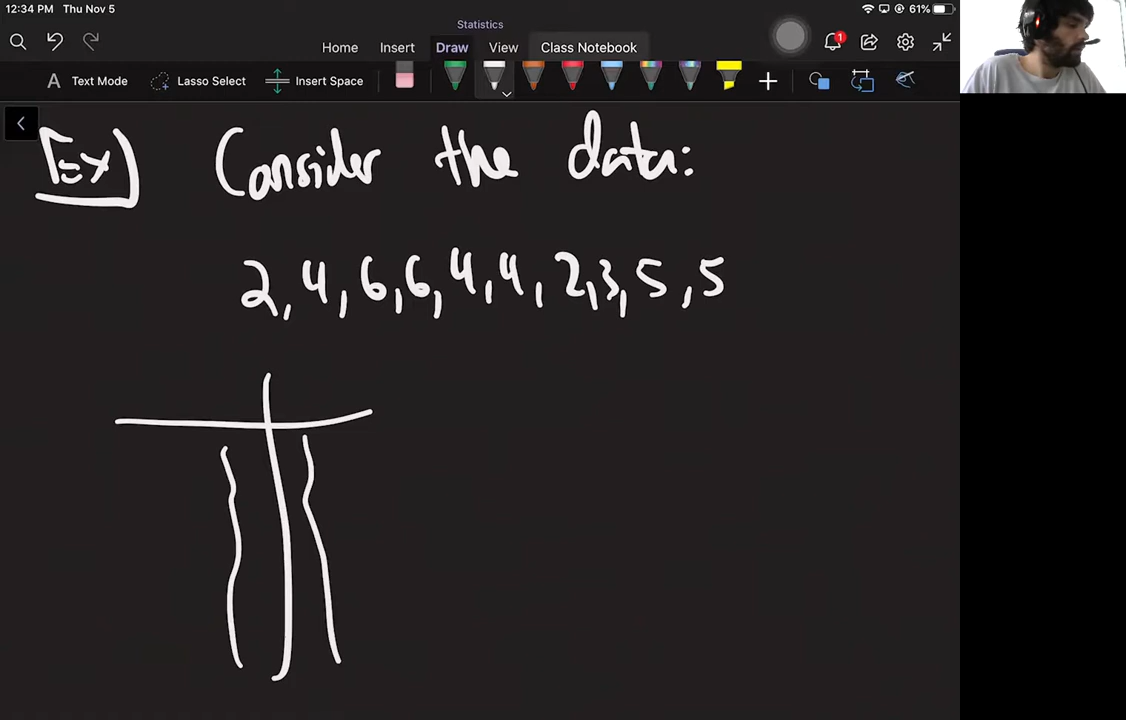 12:34 PM Thu Nov 5
61%
Statistics
Home Insert Draw View Class Notebook
1
Text Mode Lasso Select Insert Space
Ex) Consider the data:
2, 4, 6, 6, 4, 4, 2, 3, 5, 5